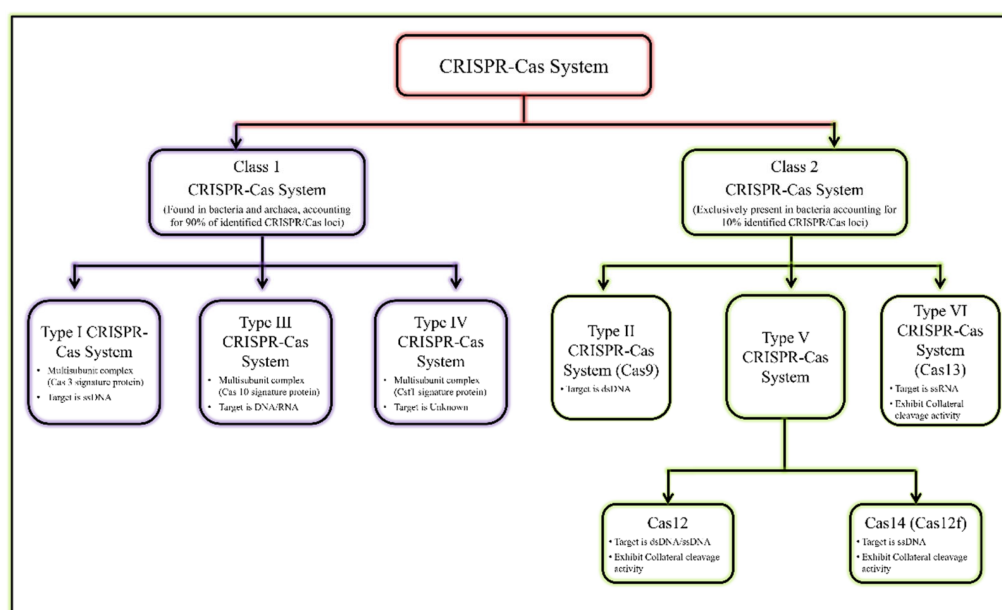 CRISPR-Cas System
Class 1
CRISPR-Cas System
(Found in bacteria and archaea, accounting
for 90% of identified CRISPR/Cas loci)
Class 2
CRISPR-Cas System
(Exclusively present in bacteria accounting for
10% identified CRISPR/Cas loci)
Type I CRISPR-
Cas System
• Multisubunit complex
(Cas 3 signature protein)
• Target is ssDNA
Type III
CRISPR-Cas
System
• Multisubunit complex
(Cas 10 signature protein)
• Target is DNA/RNA
Type IV
CRISPR-Cas
System
• Multisubunit complex
(Csf1 signature protein)
• Target is Unknown
Type II
CRISPR-Cas
System (Cas9)
• Target is dsDNA
Type V
CRISPR-Cas
System
Type VI
CRISPR-Cas
System
(Cas13)
• Target is ssRNA
• Exhibit Collateral
cleavage activity
Cas12
• Target is dsDNA/ssDNA
• Exhibit Collateral cleavage
activity
Cas14 (Cas12f)
• Target is ssDNA
• Exhibit Collateral cleavage
activity